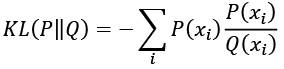 KL(P‖Q) = − ∑_i P(x_i) P(x_i)/Q(x_i)